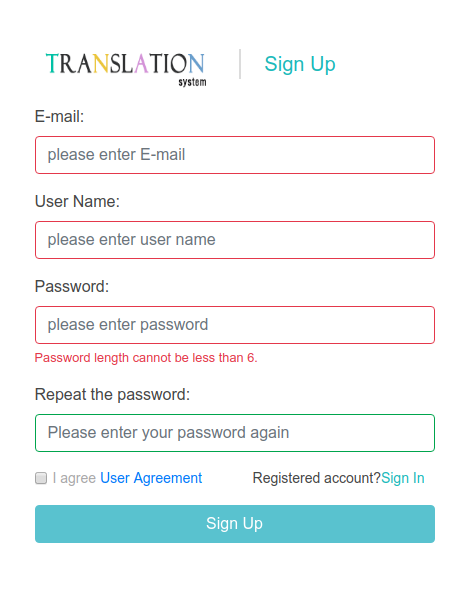 TRANSLATION
system
Sign Up
E-mail:
please enter E-mail
User Name:
please enter user name
Password:
please enter password
Password length cannot be less than 6.
Repeat the password:
Please enter your password again
I agree User Agreement
Registered account?Sign In
Sign Up